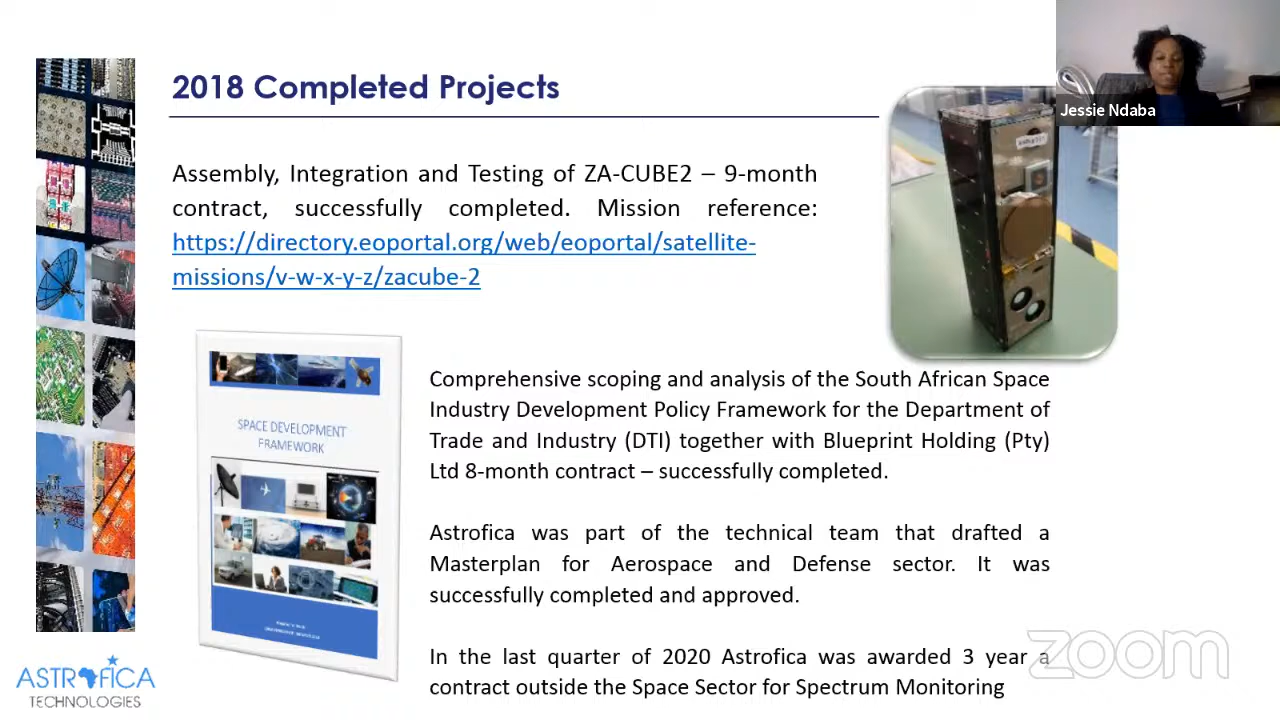 2018 Completed Projects
Jessie Ndaba
Assembly, Integration and Testing of ZA-CUBE2 – 9-month
contract, successfully completed. Mission reference:
https://directory.eoportal.org/web/eoportal/satellite-
missions/v-w-x-y-z/zacube-2
SPACE DEVELOPMENT
FRAMEWORK
Comprehensive scoping and analysis of the South African Space
Industry Development Policy Framework for the Department of
Trade and Industry (DTI) together with Blueprint Holding (Pty)
Ltd 8-month contract – successfully completed.
Astrofica was part of the technical team that drafted a
Masterplan for Aerospace and Defense sector. It was
successfully completed and approved.
In the last quarter of 2020 Astrofica was awarded 3 year a
contract outside the Space Sector for Spectrum Monitoring
ASTROFICA
TECHNOLOGIES
zoom